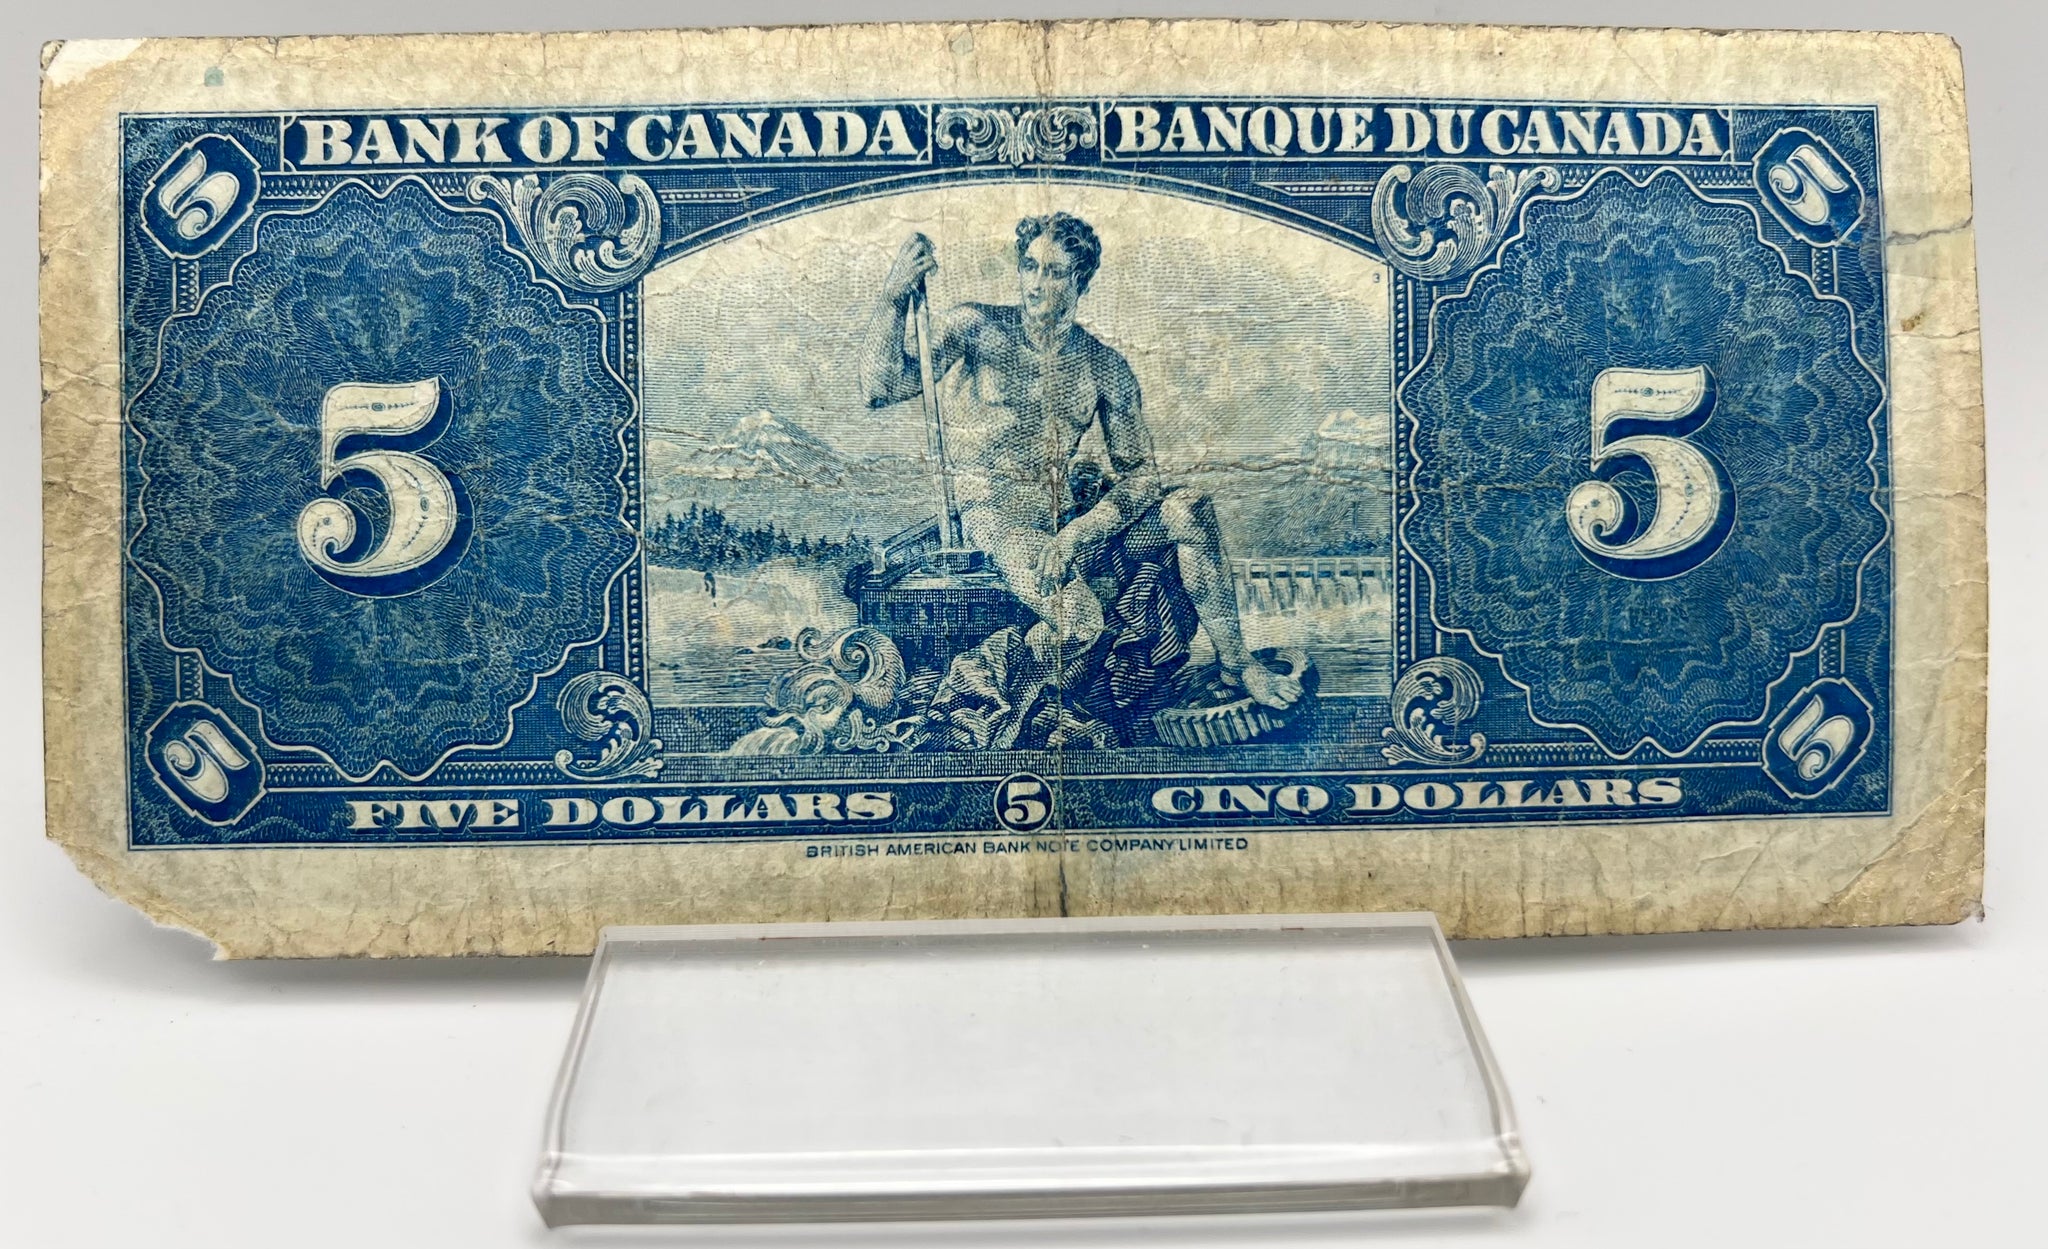 BANK OF CANADA BANQUE DU CANADA
5 5
3
5 5
5 5
FIVE DOLLARS 5 CINQ DOLLARS
BRITISH AMERICAN BANK NOTE COMPANY LIMITED